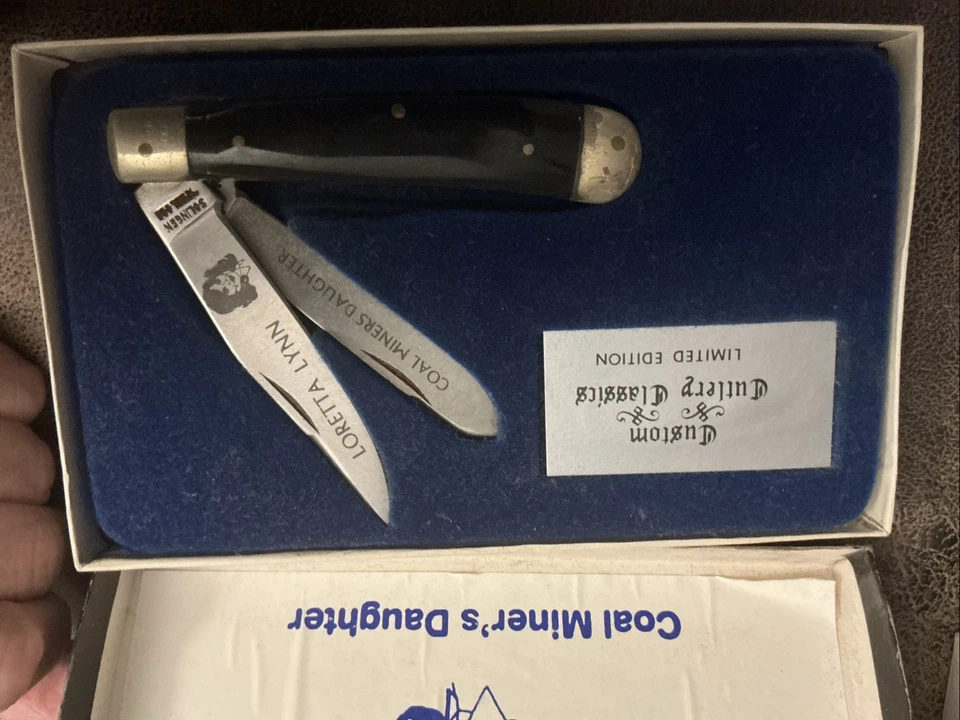 SOLINGEN
LORETTA LYNN
COAL MINERS DAUGHTER
Custom
Cutlery Classics
LIMITED EDITION
Coal Miner's Daughter